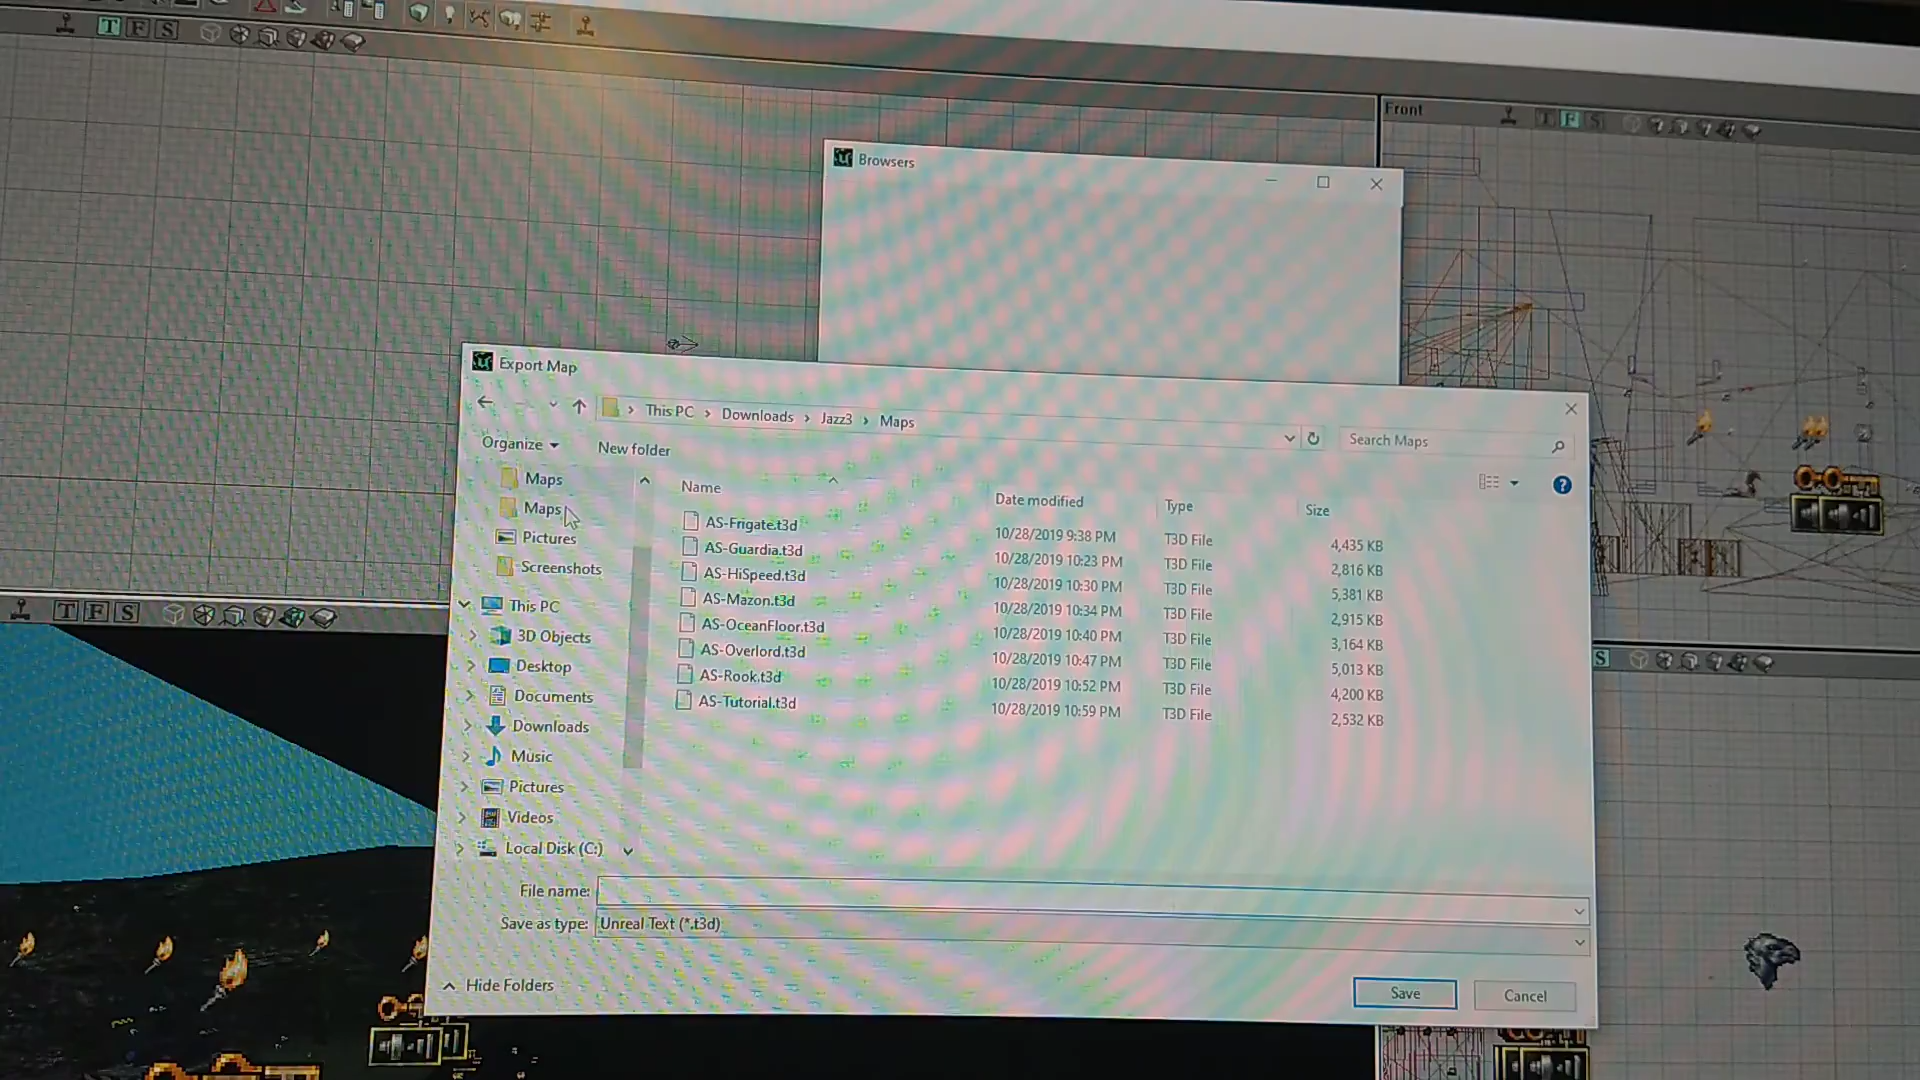 T F S
Front
T F S
Browsers
Export Map
This PC > Downloads > Jazz3 > Maps
Search Maps
Organize
New folder
Name
Date modified
Type
Size
Maps
Maps
Pictures
Screenshots
This PC
3D Objects
Desktop
Documents
Downloads
Music
Pictures
Videos
Local Disk (C:)
AS-Frigate.t3d 10/28/2019 9:38 PM T3D File 4,435 KB
AS-Guardia.t3d 10/28/2019 10:23 PM T3D File 2,816 KB
AS-HiSpeed.t3d 10/28/2019 10:30 PM T3D File 5,381 KB
AS-Mazon.t3d 10/28/2019 10:34 PM T3D File 2,915 KB
AS-OceanFloor.t3d 10/28/2019 10:40 PM T3D File 3,164 KB
AS-Overlord.t3d 10/28/2019 10:47 PM T3D File 5,013 KB
AS-Rook.t3d 10/28/2019 10:52 PM T3D File 4,200 KB
AS-Tutorial.t3d 10/28/2019 10:59 PM T3D File 2,532 KB
T F S
S
File name:
Save as type: Unreal Text (*.t3d)
Hide Folders
Save
Cancel